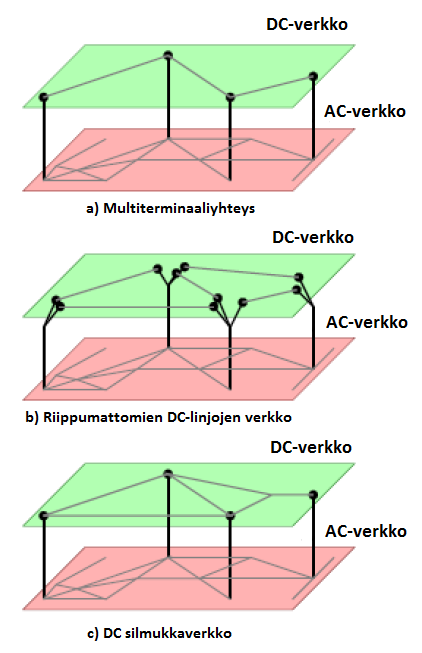 DC-verkko
AC-verkko
a) Multiterminaaliyhteys
DC-verkko
AC-verkko
b) Riippumattomien DC-linjojen verkko
DC-verkko
AC-verkko
c) DC silmukkaverkko